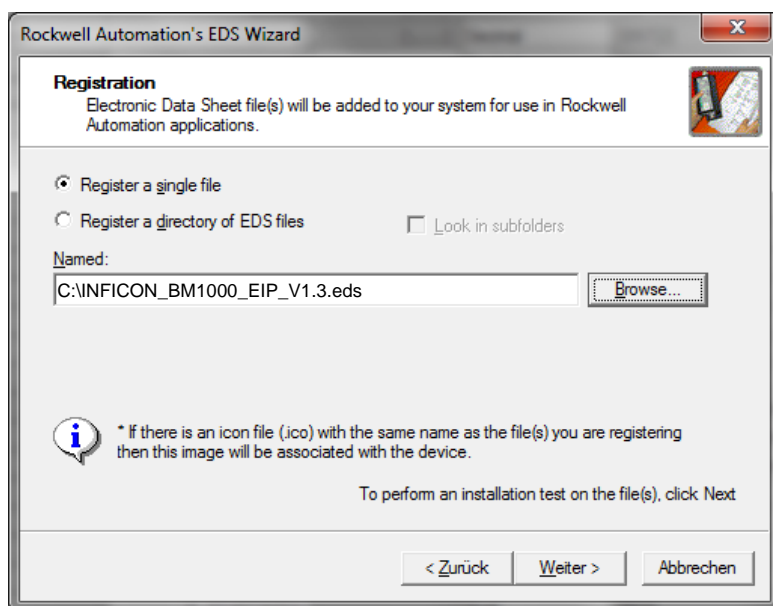 Rockwell Automation's EDS Wizard
Registration
Electronic Data Sheet file(s) will be added to your system for use in Rockwell
Automation applications.
Register a single file
Register a directory of EDS files
Look in subfolders
Named:
C:\INFICON_BM1000_EIP_V1.3.eds
Browse...
* If there is an icon file (.ico) with the same name as the file(s) you are registering
then this image will be associated with the device.
To perform an installation test on the file(s), click Next
< Zurück
Weiter >
Abbrechen